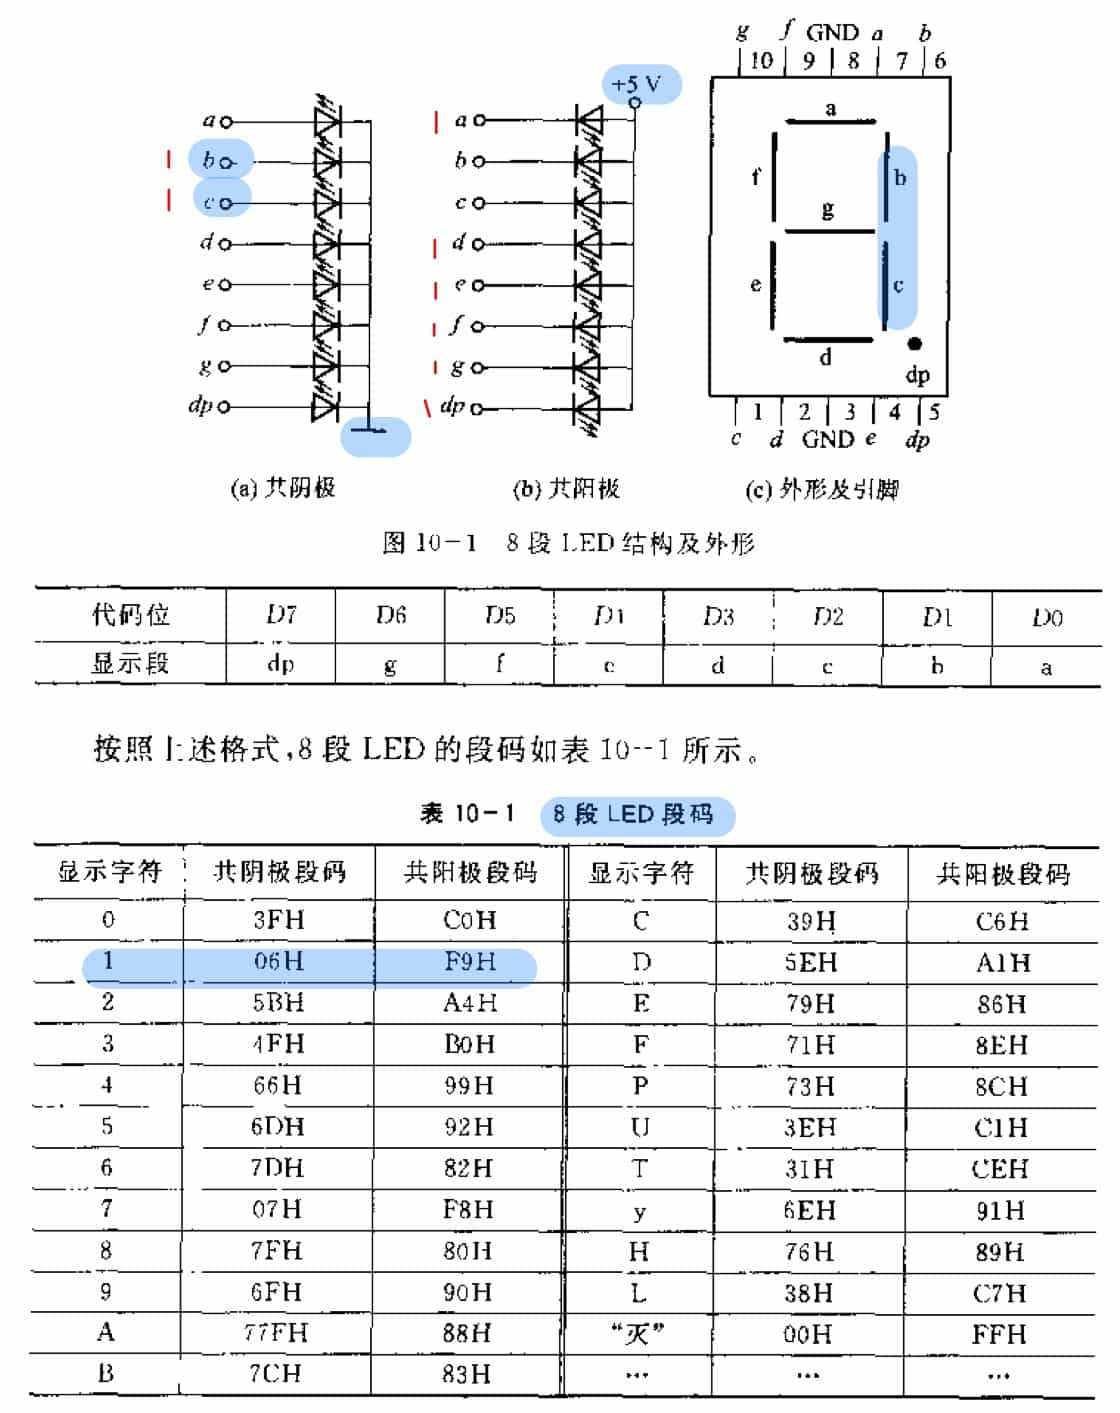 g f GND a b
10 9 8 7 6
+5 V
a a a
b b f b
c c g
d d
e e e c
f f
g g d
dp dp dp
1 2 3 4 5
c d GND e dp
(a) 共阴极 (b) 共阳极 (c) 外形及引脚
图 10-1 8 段 LED 结构及外形
代码位 D7 D6 D5 D4 D3 D2 D1 D0
显示段 dp g f e d c b a
按照上述格式,8 段 LED 的段码如表 10-1 所示。
表 10-1 8 段 LED 段码
显示字符 共阴极段码 共阳极段码 显示字符 共阴极段码 共阳极段码
0 3FH C0H C 39H C6H
1 06H F9H D 5EH A1H
2 5BH A4H E 79H 86H
3 4FH B0H F 71H 8EH
4 66H 99H P 73H 8CH
5 6DH 92H U 3EH C1H
6 7DH 82H T 31H CEH
7 07H F8H y 6EH 91H
8 7FH 80H H 76H 89H
9 6FH 90H L 38H C7H
A 77FH 88H “灭” 00H FFH
B 7CH 83H … … …